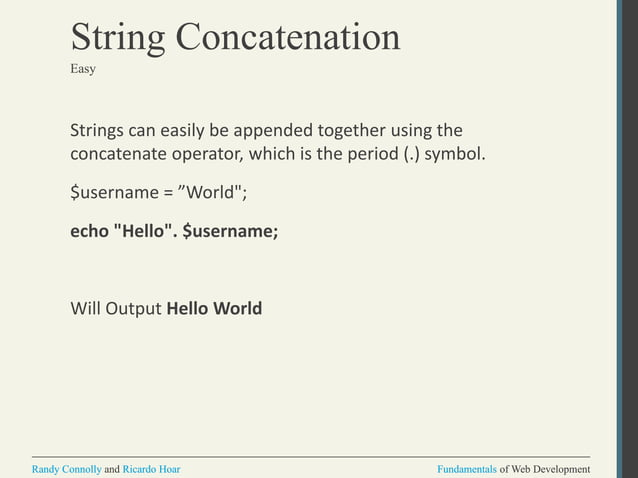 String Concatenation
Easy
Strings can easily be appended together using the
concatenate operator, which is the period (.) symbol.
$username = ”World";
echo "Hello". $username;
Will Output Hello World
Randy Connolly and Ricardo Hoar
Fundamentals of Web Development